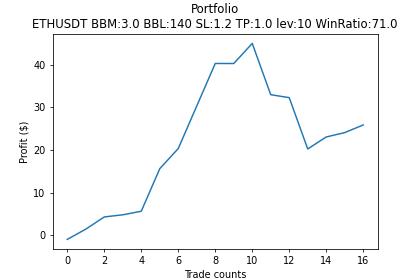 Portfolio
ETHUSDT BBM:3.0 BBL:140 SL:1.2 TP:1.0 lev:10 WinRatio:71.0
40
30
20
10
0
Profit ($)
0 2 4 6 8 10 12 14 16
Trade counts